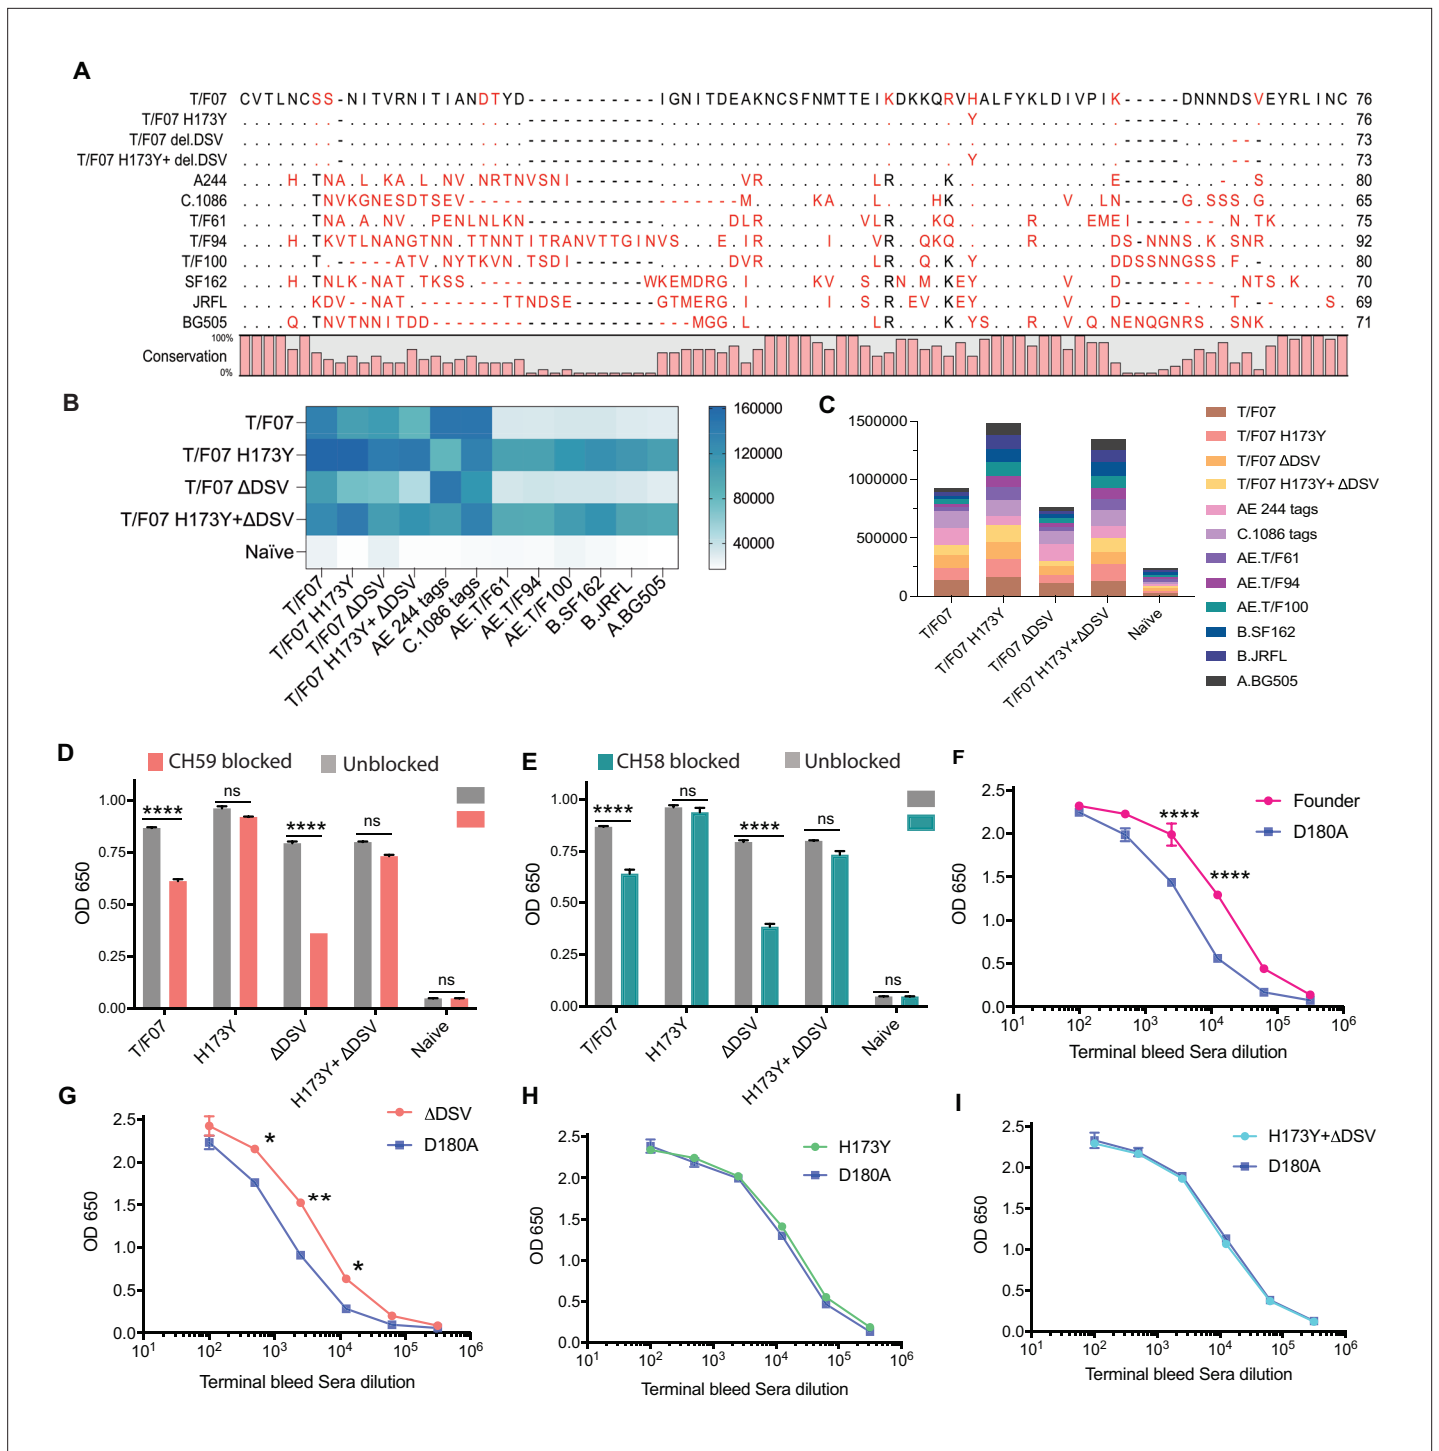 A
T/F07 CVTLNCSS-NITVRNITIANDTYD-----------IGNITDEAKNCSFNMTTEIKDKKQRVHALFYKLDIVPIK-----DNNNDSVEYRLINC 76
T/F07 H173Y 76
Y
T/F07 del.DSV 73
T/F07 H173Y+ del.DSV 73
Y
A244 80
C.1086 65
T/F61 75
T/F94 92
T/F100 80
SF162 70
JRFL 69
BG505 71
100%
Conservation
0%
B
T/F07
T/F07 H173Y
T/F07 ΔDSV
T/F07 H173Y+ΔDSV
Naïve
160000
120000
80000
40000
T/F07
T/F07 H173Y
T/F07 ΔDSV
T/F07 H173Y+ ΔDSV
AE 244 tags
C.1086 tags
AE.T/F61
AE.T/F94
AE.T/F100
B.SF162
B.JRFL
A.BG505
C
1500000
1000000
500000
0
T/F07
T/F07 H173Y
T/F07 ΔDSV
T/F07 H173Y+ΔDSV
Naïve
T/F07
T/F07 H173Y
T/F07 ΔDSV
T/F07 H173Y+ ΔDSV
AE 244 tags
C.1086 tags
AE.T/F61
AE.T/F94
AE.T/F100
B.SF162
B.JRFL
A.BG505
D
CH59 blocked Unblocked
OD 650
1.00
0.75
0.50
0.25
0.00
**** ns **** ns ns
T/F07
H173Y
ΔDSV
H173Y+ ΔDSV
Naive
E
CH58 blocked Unblocked
OD 650
1.00
0.75
0.50
0.25
0.00
**** ns **** ns ns
T/F07
H173Y
ΔDSV
H173Y+ ΔDSV
Naive
F
Founder
D180A
OD 650
2.5
2.0
1.5
1.0
0.5
0.0
****
****
10¹ 10² 10³ 10⁴ 10⁵ 10⁶
Terminal bleed Sera dilution
G
ΔDSV
D180A
OD 650
2.5
2.0
1.5
1.0
0.5
0.0
*
**
*
10¹ 10² 10³ 10⁴ 10⁵ 10⁶
Terminal bleed Sera dilution
H
H173Y
D180A
OD 650
2.5
2.0
1.5
1.0
0.5
0.0
10¹ 10² 10³ 10⁴ 10⁵ 10⁶
Terminal bleed Sera dilution
I
H173Y+ΔDSV
D180A
OD 650
2.5
2.0
1.5
1.0
0.5
0.0
10¹ 10² 10³ 10⁴ 10⁵ 10⁶
Terminal bleed Sera dilution